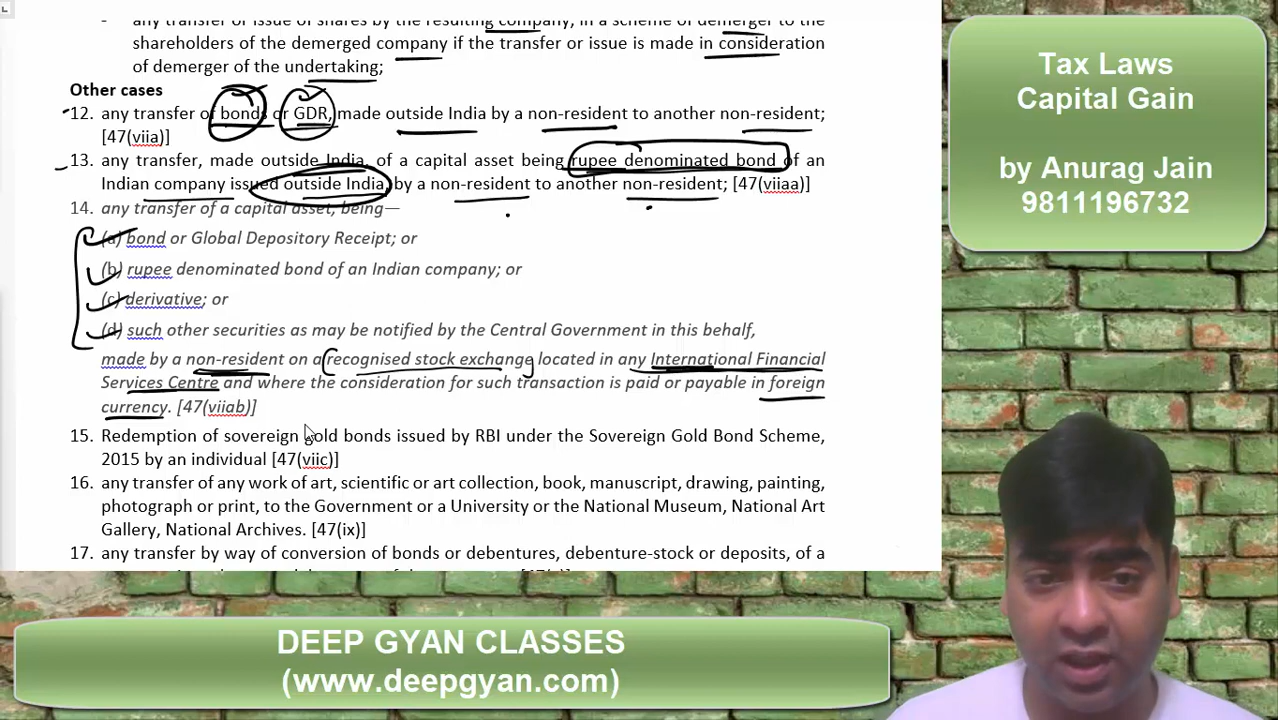 - any transfer or issue of shares by the resulting company, in a scheme of demerger to the
shareholders of the demerged company if the transfer or issue is made in consideration
of demerger of the undertaking;
Other cases
12. any transfer of bonds or GDR, made outside India by a non-resident to another non-resident;
[47(viia)]
13. any transfer, made outside India, of a capital asset being rupee denominated bond of an
Indian company issued outside India, by a non-resident to another non-resident; [47(viiaa)]
14. any transfer of a capital asset, being—
(a) bond or Global Depository Receipt; or
(b) rupee denominated bond of an Indian company; or
(c) derivative; or
(d) such other securities as may be notified by the Central Government in this behalf,
made by a non-resident on a recognised stock exchange located in any International Financial
Services Centre and where the consideration for such transaction is paid or payable in foreign
currency. [47(viiab)]
15. Redemption of sovereign gold bonds issued by RBI under the Sovereign Gold Bond Scheme,
2015 by an individual [47(viic)]
16. any transfer of any work of art, scientific or art collection, book, manuscript, drawing, painting,
photograph or print, to the Government or a University or the National Museum, National Art
Gallery, National Archives. [47(ix)]
17. any transfer by way of conversion of bonds or debentures, debenture-stock or deposits, of a
Tax Laws
Capital Gain
by Anurag Jain
9811196732
DEEP GYAN CLASSES
(www.deepgyan.com)